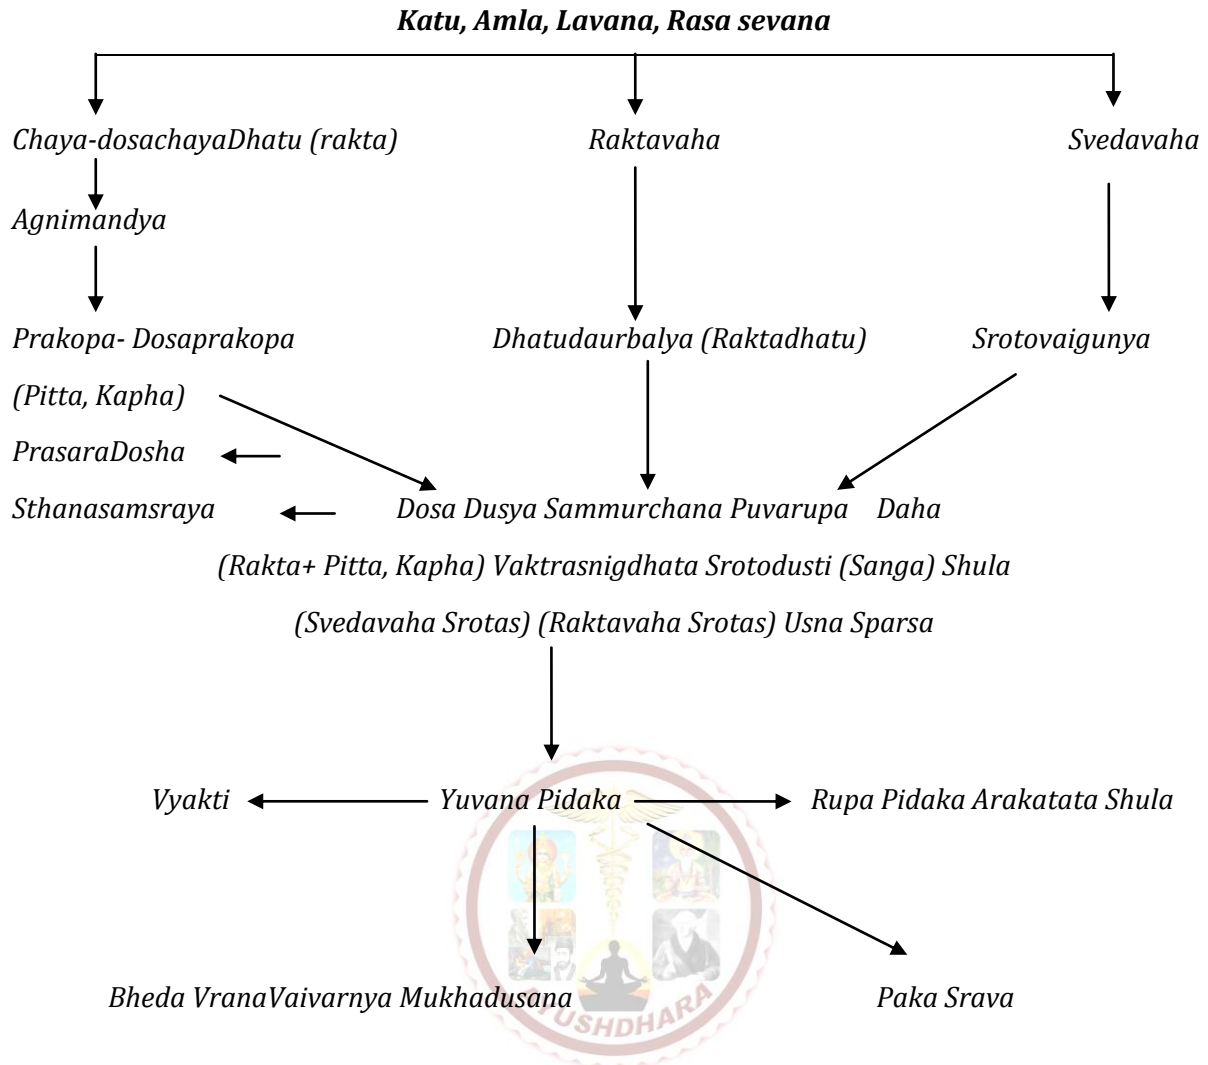 Katu, Amla, Lavana, Rasa sevana
Chaya-dosachayaDhatu (rakta) Raktavaha Svedavaha
Agnimandya
Prakopa- Dosaprakopa Dhatudaurbalya (Raktadhatu) Srotovaigunya
(Pitta, Kapha)
PrasaraDosha
Sthanasamsraya Dosa Dusya Sammurchana Puvarupa Daha
(Rakta+ Pitta, Kapha) Vaktrasnigdhata Srotodusti (Sanga) Shula
(Svedavaha Srotas) (Raktavaha Srotas) Usna Sparsa
Vyakti Yuvana Pidaka Rupa Pidaka Arakatata Shula
Bheda VranaVaivarnya Mukhadusana Paka Srava
AYUSHDHARA